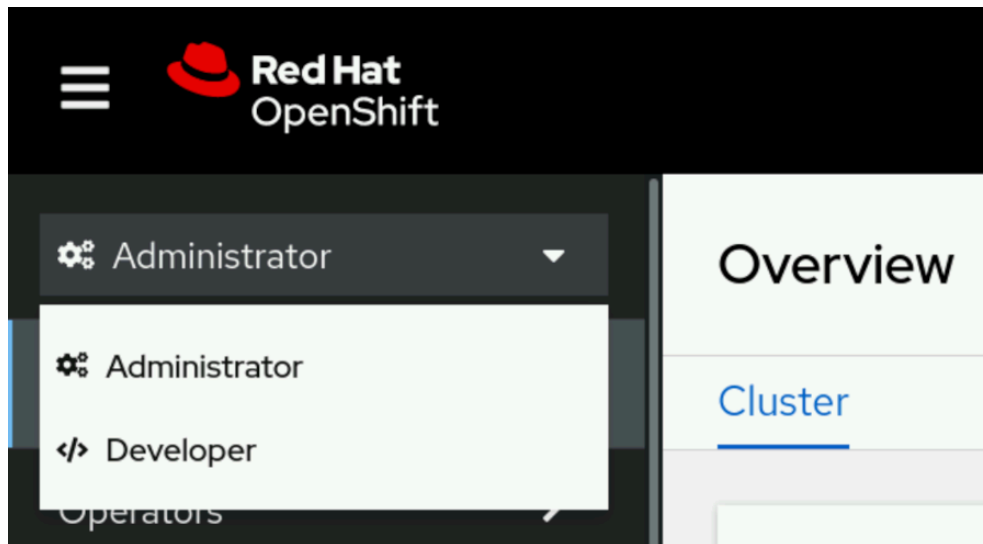 Red Hat
OpenShift
Administrator
Administrator
</> Developer
Operators
Overview
Cluster